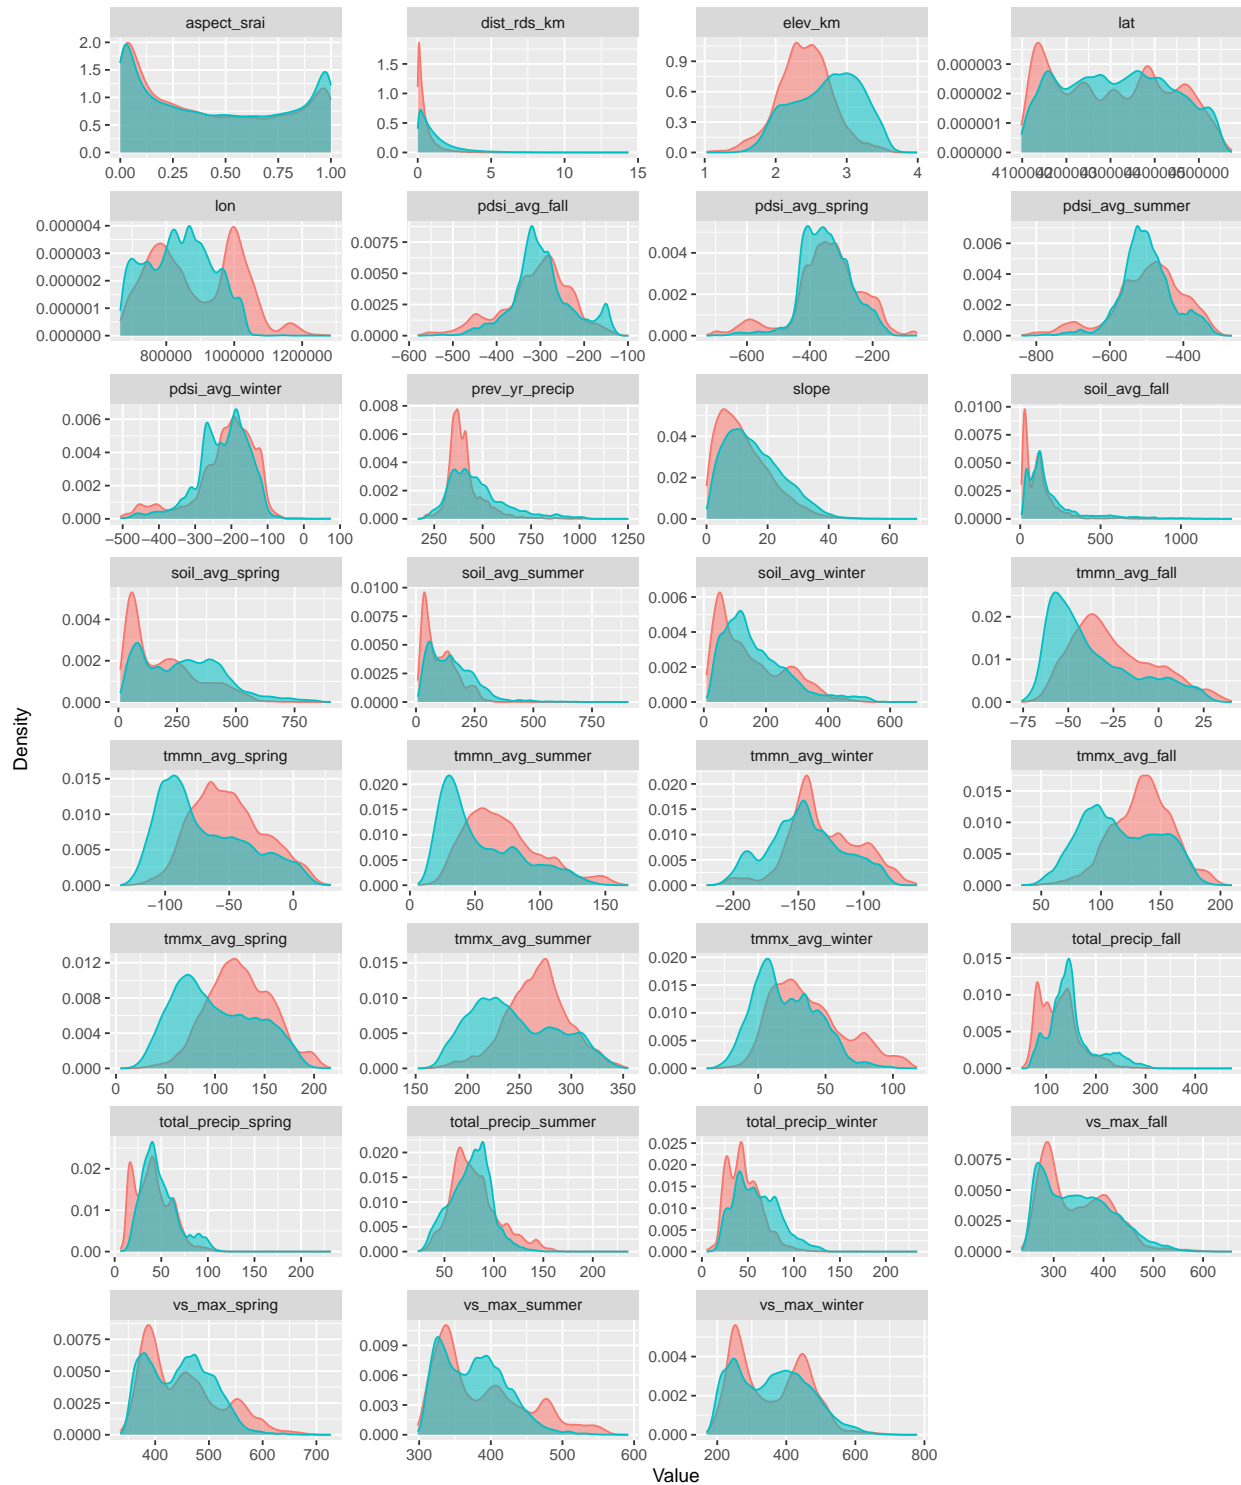 aspect_srai
2.0
1.5
1.0
0.5
0.0
0.00 0.25 0.50 0.75 1.00
dist_rds_km
1.5
1.0
0.5
0.0
0 5 10 15
elev_km
0.9
0.6
0.3
0.0
1 2 3 4
lat
0.000003
0.000002
0.000001
0.000000
4100000 4200000 4300000 4400000 4500000
lon
0.000004
0.000003
0.000002
0.000001
0.000000
800000 1000000 1200000
pdsi_avg_fall
0.0075
0.0050
0.0025
0.0000
−600 −500 −400 −300 −200 −100
pdsi_avg_spring
0.004
0.002
0.000
−600 −400 −200
pdsi_avg_summer
0.006
0.004
0.002
0.000
−800 −600 −400
pdsi_avg_winter
0.006
0.004
0.002
0.000
−500 −400 −300 −200 −100 0 100
prev_yr_precip
0.008
0.006
0.004
0.002
0.000
250 500 750 1000 1250
slope
0.04
0.02
0.00
0 20 40 60
soil_avg_fall
0.0100
0.0075
0.0050
0.0025
0.0000
0 500 1000
soil_avg_spring
0.004
0.002
0.000
0 250 500 750
soil_avg_summer
0.0100
0.0075
0.0050
0.0025
0.0000
0 250 500 750
soil_avg_winter
0.006
0.004
0.002
0.000
0 200 400 600
tmmn_avg_fall
0.02
0.01
0.00
−75 −50 −25 0 25
Density
tmmn_avg_spring
0.015
0.010
0.005
0.000
−100 −50 0
tmmn_avg_summer
0.020
0.015
0.010
0.005
0.000
0 50 100 150
tmmn_avg_winter
0.020
0.015
0.010
0.005
0.000
−200 −150 −100
tmmx_avg_fall
0.015
0.010
0.005
0.000
50 100 150 200
tmmx_avg_spring
0.012
0.008
0.004
0.000
0 50 100 150 200
tmmx_avg_summer
0.015
0.010
0.005
0.000
150 200 250 300 350
tmmx_avg_winter
0.020
0.015
0.010
0.005
0.000
0 50 100
total_precip_fall
0.015
0.010
0.005
0.000
100 200 300 400
total_precip_spring
0.02
0.01
0.00
0 50 100 150 200
total_precip_summer
0.020
0.015
0.010
0.005
0.000
50 100 150 200
total_precip_winter
0.025
0.020
0.015
0.010
0.005
0.000
0 50 100 150 200
vs_max_fall
0.0075
0.0050
0.0025
0.0000
300 400 500 600
vs_max_spring
0.0075
0.0050
0.0025
0.0000
400 500 600 700
vs_max_summer
0.009
0.006
0.003
0.000
300 400 500 600
vs_max_winter
0.004
0.002
0.000
200 400 600 800
Value